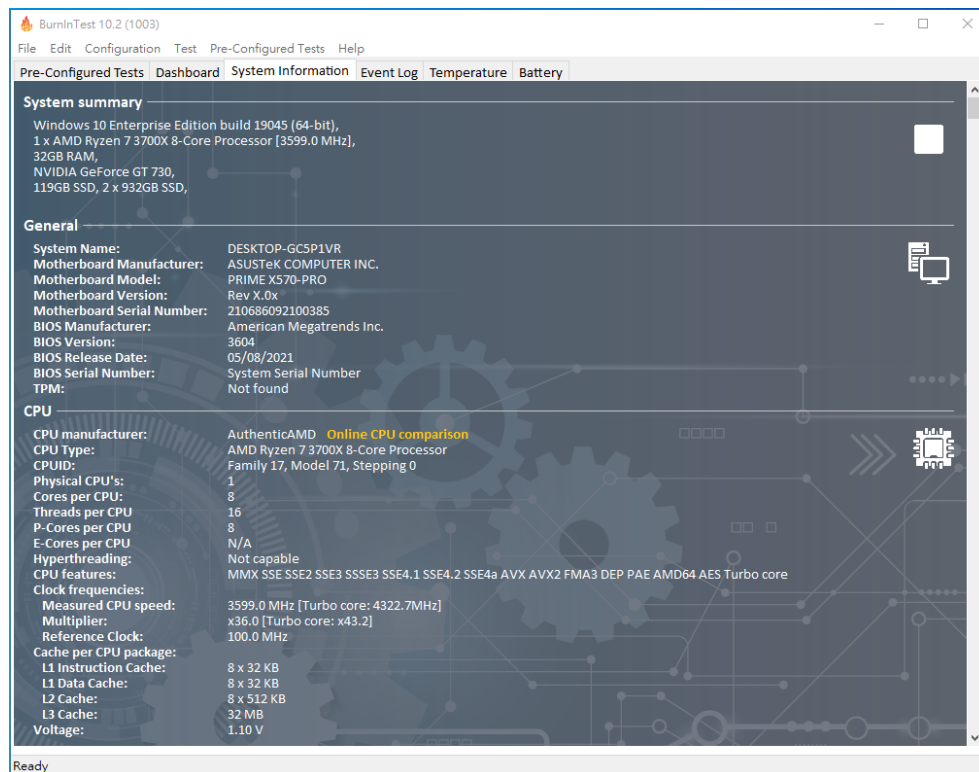 BurnInTest 10.2 (1003)
File Edit Configuration Test Pre-Configured Tests Help
Pre-Configured Tests Dashboard System Information Event Log Temperature Battery
System summary
Windows 10 Enterprise Edition build 19045 (64-bit),
1 x AMD Ryzen 7 3700X 8-Core Processor [3599.0 MHz],
32GB RAM,
NVIDIA GeForce GT 730,
119GB SSD, 2 x 932GB SSD,
General
System Name: DESKTOP-GC5P1VR
Motherboard Manufacturer: ASUSTeK COMPUTER INC.
Motherboard Model: PRIME X570-PRO
Motherboard Version: Rev X.0x
Motherboard Serial Number: 210686092100385
BIOS Manufacturer: American Megatrends Inc.
BIOS Version: 3604
BIOS Release Date: 05/08/2021
BIOS Serial Number: System Serial Number
TPM: Not found
CPU
CPU manufacturer: AuthenticAMD Online CPU comparison
CPU Type: AMD Ryzen 7 3700X 8-Core Processor
CPUID: Family 17, Model 71, Stepping 0
Physical CPU's: 1
Cores per CPU: 8
Threads per CPU 16
P-Cores per CPU 8
E-Cores per CPU N/A
Hyperthreading: Not capable
CPU features: MMX SSE SSE2 SSE3 SSSE3 SSE4.1 SSE4.2 SSE4a AVX AVX2 FMA3 DEP PAE AMD64 AES Turbo core
Clock frequencies:
Measured CPU speed: 3599.0 MHz [Turbo core: 4322.7MHz]
Multiplier: x36.0 [Turbo core: x43.2]
Reference Clock: 100.0 MHz
Cache per CPU package:
L1 Instruction Cache: 8 x 32 KB
L1 Data Cache: 8 x 32 KB
L2 Cache: 8 x 512 KB
L3 Cache: 32 MB
Voltage: 1.10 V
Ready